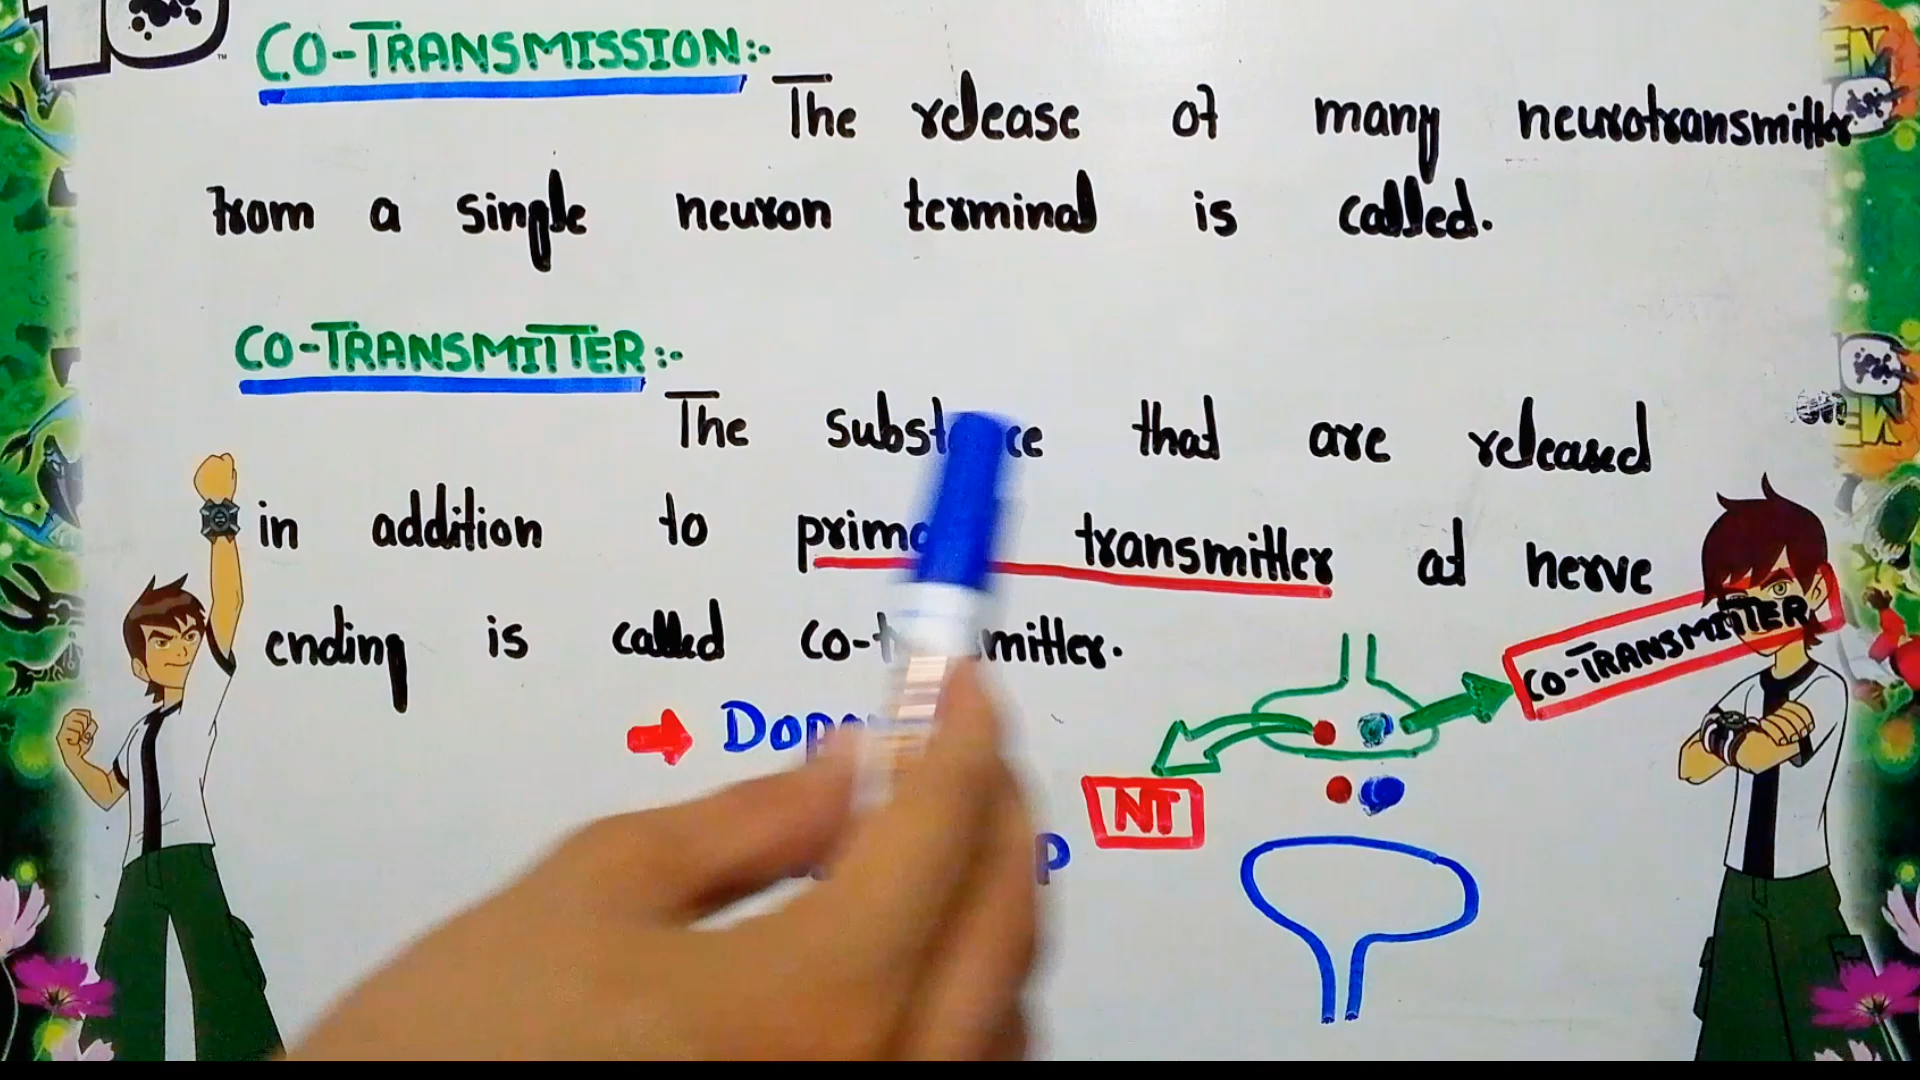 10
CO-TRANSMISSION:-
The release of many neurotransmitter
from a single neuron terminal is called.
CO-TRANSMITTER:-
The that are released
in addition to transmitter at nerve
ending is called
CO-TRANSMITTER
NT